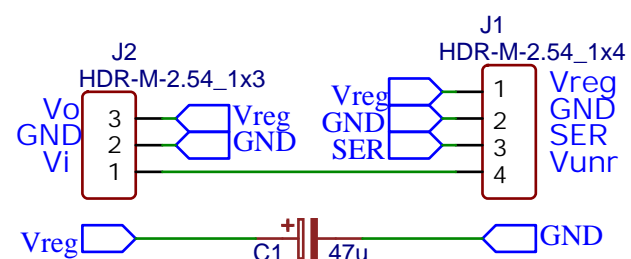 J2
HDR-M-2.54_1x3
Vo
GND
Vi
3
2
1
Vreg
GND
J1
HDR-M-2.54_1x4
Vreg
GND
SER
1
2
3
4
Vreg
GND
SER
Vunr
Vreg
+
C1
47u
GND